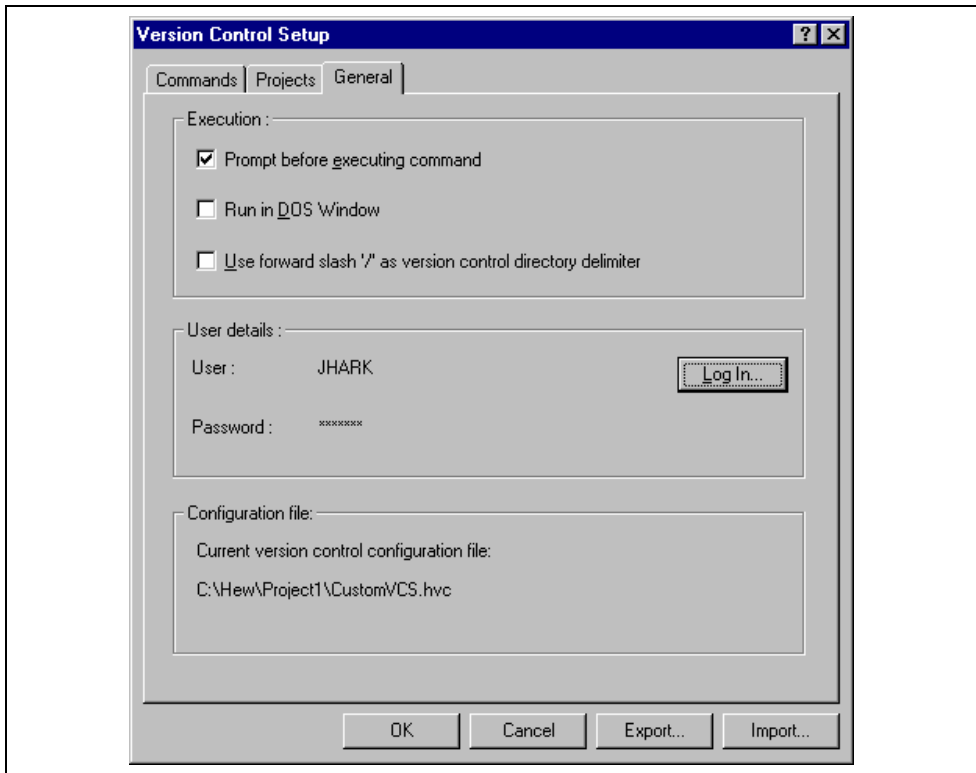 Version Control Setup
Commands Projects General
Execution :
Prompt before executing command
Run in DOS Window
Use forward slash '/' as version control directory delimiter
User details :
User : JHARK
Log In...
Password : *******
Configuration file:
Current version control configuration file:
C:\Hew\Project1\CustomVCS.hvc
OK Cancel Export... Import...